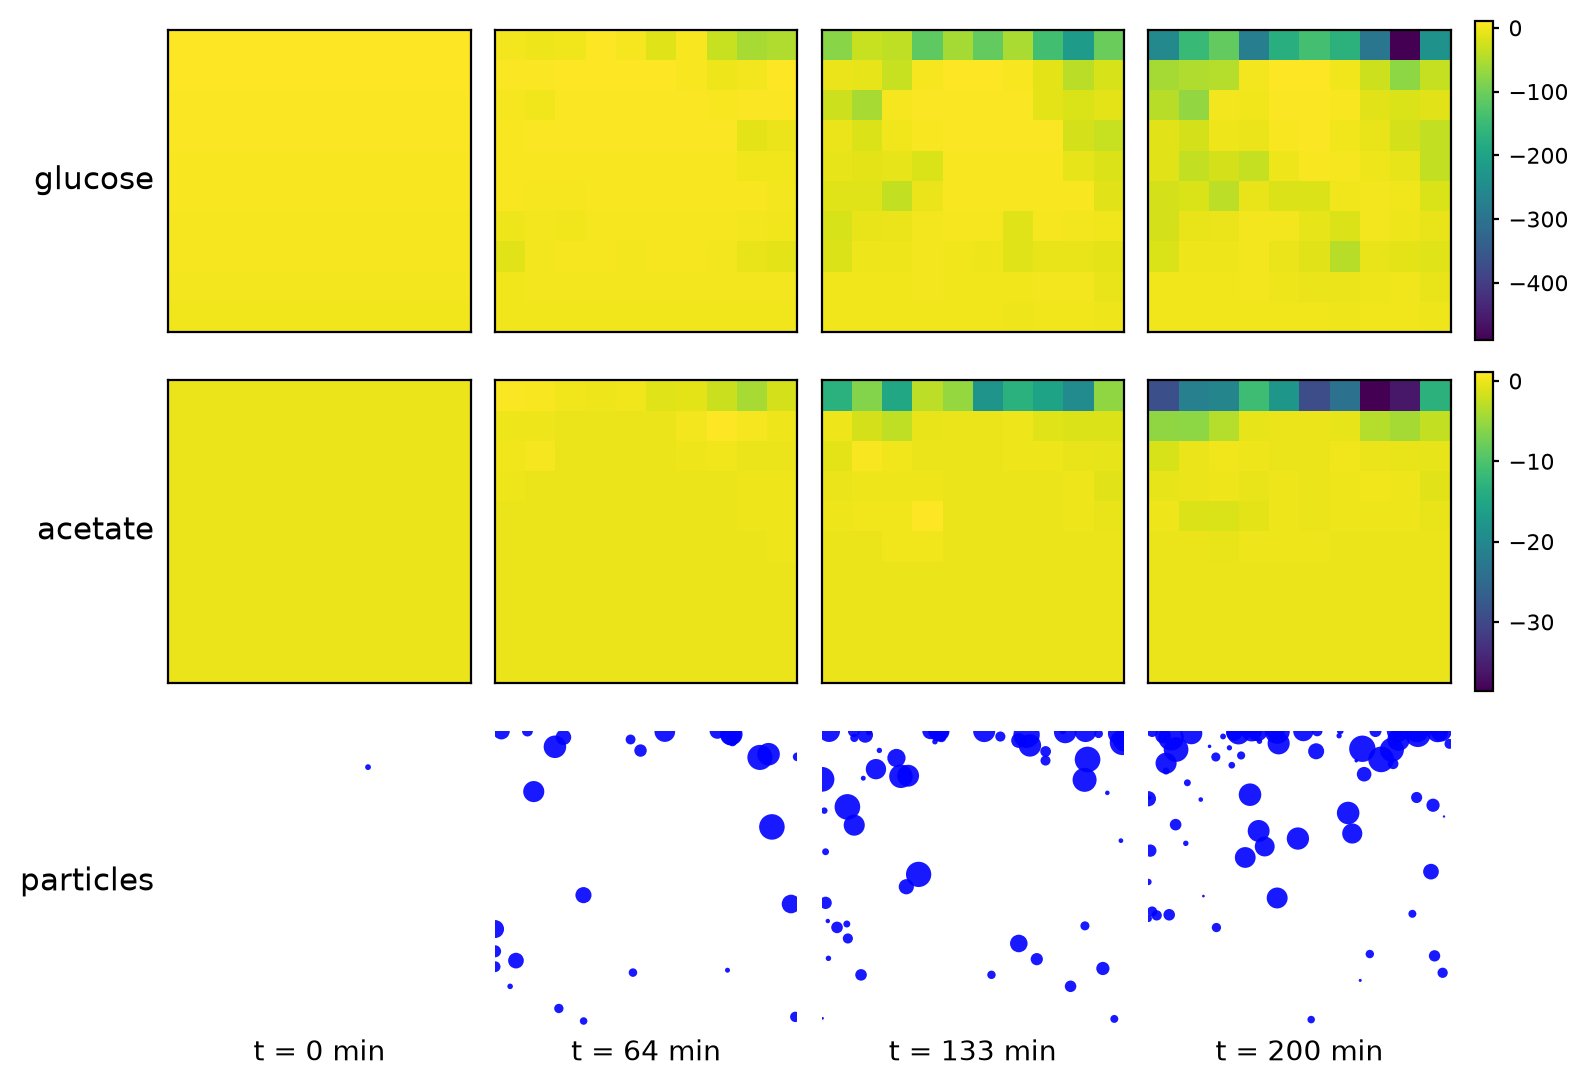 glucose
0
−100
−200
−300
−400
acetate
0
−10
−20
−30
particles
t = 0 min
t = 64 min
t = 133 min
t = 200 min